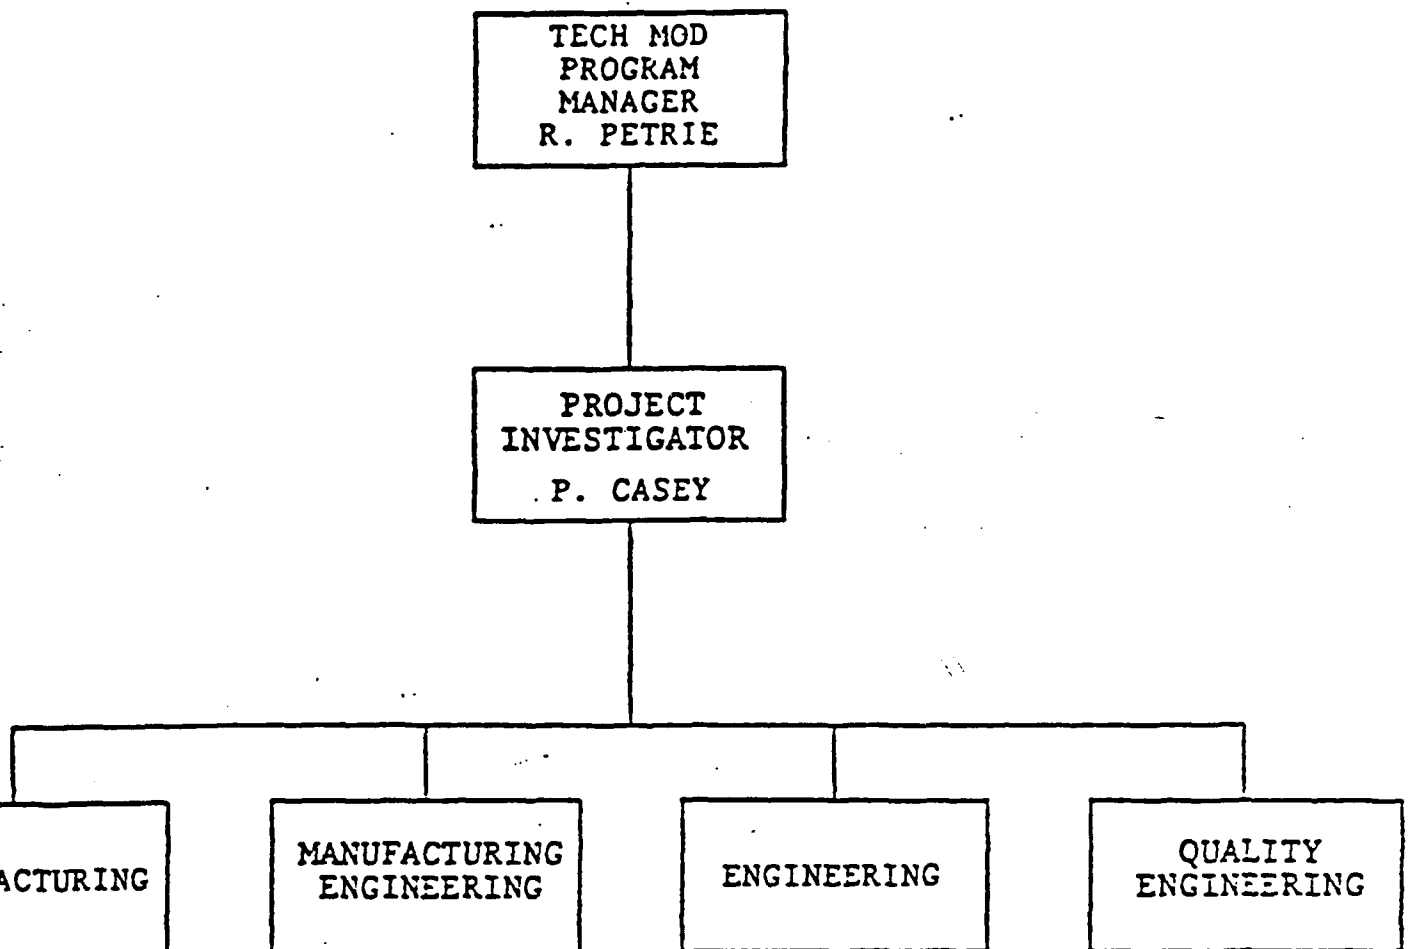 TECH MOD
PROGRAM
MANAGER
R. PETRIE
PROJECT
INVESTIGATOR
P. CASEY
ACTURING
MANUFACTURING
ENGINEERING
ENGINEERING
QUALITY
ENGINEERING